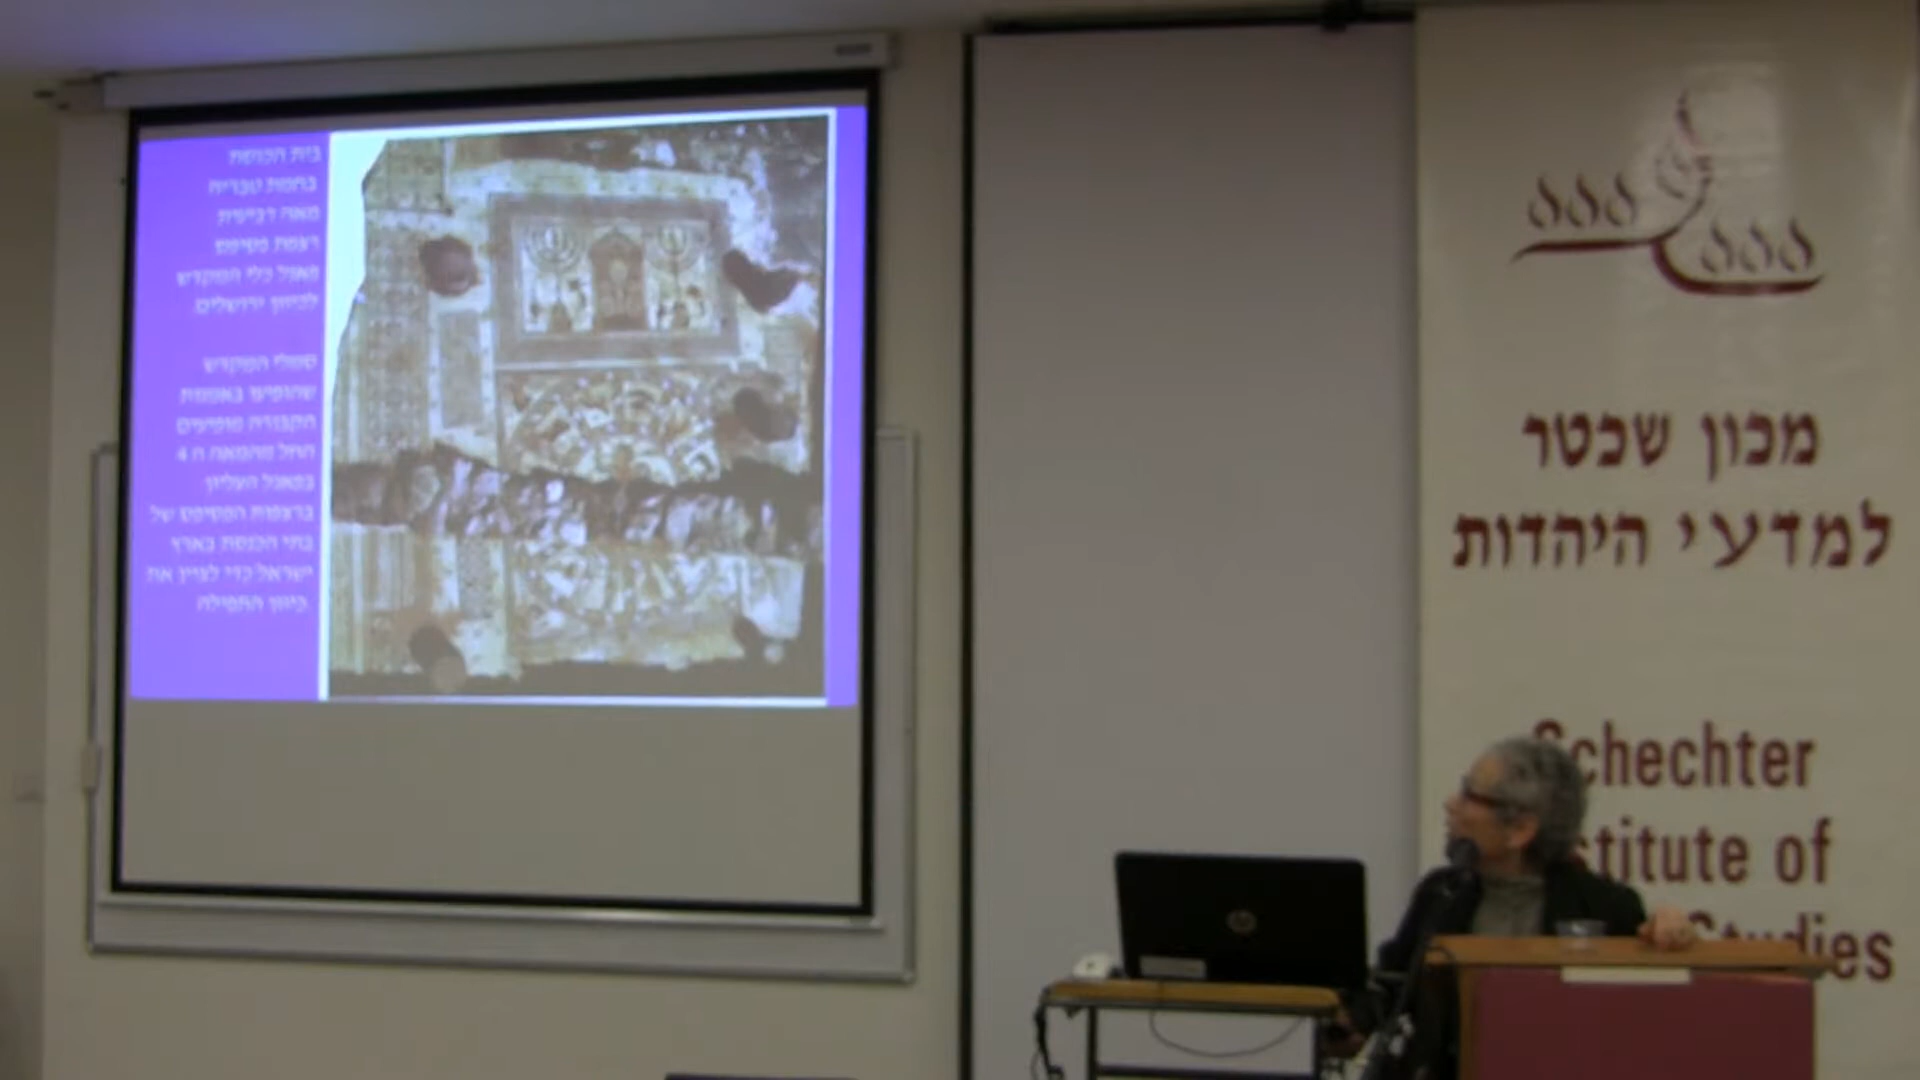 בית הכנסת
בחמת טבריה
מאה רביעית
רצפת פסיפס
פאנל כלי המקדש
לכיוון ירושלים.
סמלי המקדש
שהופיעו באמנות
הקבורה מופיעים
החל מהמאה ה 4
בפאנל העליון
ברצפות הפסיפס של
בתי הכנסת בארץ
ישראל כדי לציין את
כיוון התפילה.
מכון שכטר
למדעי היהדות
Schechter
stitute of
Studies